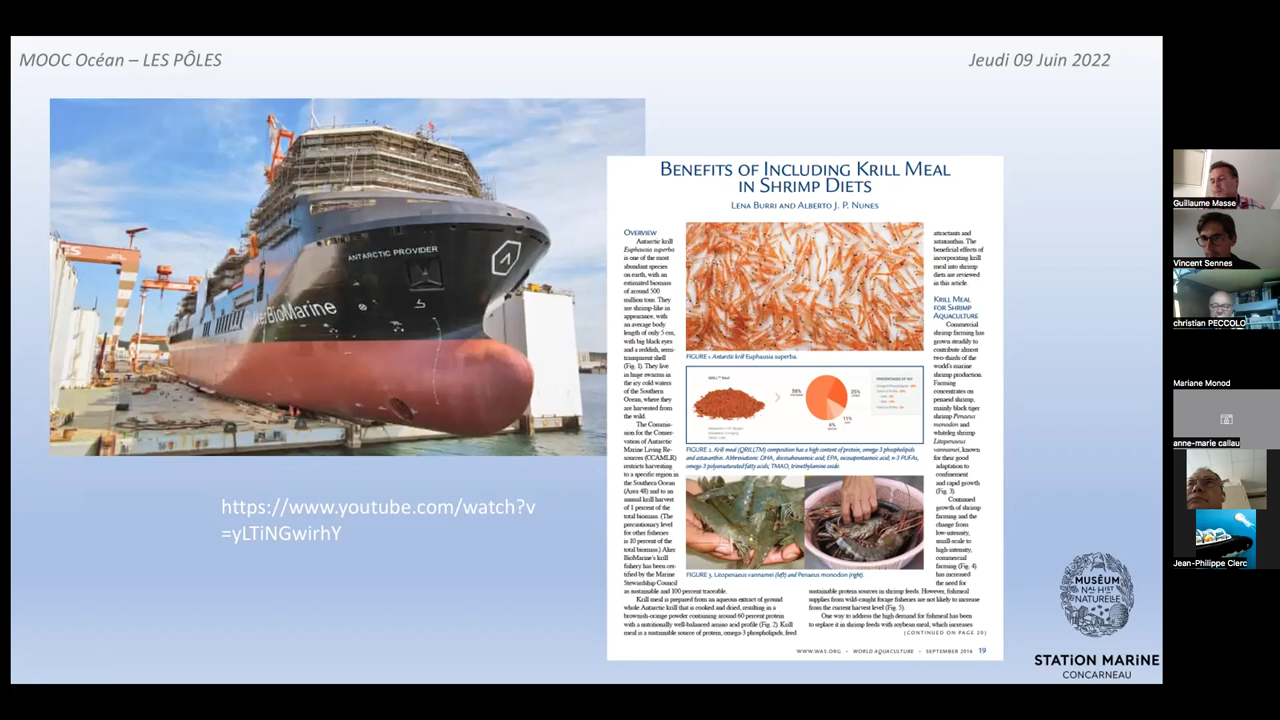 MOOC Océan – LES PÔLES
Jeudi 09 Juin 2022
ANTARCTIC PROVIDER
erBioMarine
https://www.youtube.com/watch?v
=yLTiNGwirhY
BENEFITS OF INCLUDING KRILL MEAL
IN SHRIMP DIETS
LENA BURRI AND ALBERTO J. P. NUNES
OVERVIEW
Antarctic krill
Euphausia superba
is one of the most
abundant species
on earth, with an
estimated biomass
of around 500
million tons. They
are shrimp-like in
appearance, with
an average body
length of only 5 cm,
with big black eyes
and a reddish, semi-
transparent shell
(Fig. 1). They live
in huge swarms in
the icy cold waters
of the Southern
Ocean, where they
are harvested from
the wild.
The Commis-
sion for the Conser-
vation of Antarctic
Marine Living Re-
sources (CCAMLR)
restricts harvesting
to a specific region in
the Southern Ocean
(Area 48) and to an
annual krill harvest
of 1 percent of the
total biomass. (The
precautionary level
for other fisheries
is 10 percent of the
total biomass.) Aker
BioMarine's krill
fishery has been cer-
tified by the Marine
Stewardship Council
as sustainable and 100 percent traceable.
Krill meal is prepared from an aqueous extract of ground
whole Antarctic krill that is cooked and dried, resulting in a
brownish-orange powder containing around 60 percent protein
with a nutritionally well-balanced amino acid profile (Fig. 2). Krill
meal is a sustainable source of protein, omega-3 phospholipids, feed
FIGURE 1. Antarctic krill Euphausia superba.
FIGURE 2. Krill meal (QRILLTM) composition has a high content of protein, omega-3 phospholipids
and astaxanthin. Abbreviations: DHA, docosahexaenoic acid; EPA, eicosapentaenoic acid; n-3 PUFAs,
omega-3 polyunsaturated fatty acids, TMAO, trimethylamine oxide.
FIGURE 3. Litopenaeus vannamei (left) and Penaeus monodon (right).
attractants and
astaxanthin. The
beneficial effects of
incorporating krill
meal into shrimp
diets are reviewed
in this article.
KRILL MEAL
FOR SHRIMP
AQUACULTURE
Commercial
shrimp farming has
grown steadily to
contribute almost
two-thirds of the
world's marine
shrimp production.
Farming
concentrates on
penaeid shrimp,
mainly black tiger
shrimp Penaeus
monodon and
whiteleg shrimp
Litopenaeus
vannamei, known
for their good
adaptation to
confinement
and rapid growth
(Fig. 3).
Continued
growth of shrimp
farming and the
change from
low-intensity,
small-scale to
high-intensity,
commercial
farming (Fig. 4)
has increased
the need for
sustainable protein sources in shrimp feeds. However, fishmeal
supplies from wild-caught forage fisheries are not likely to increase
from the current harvest level (Fig. 5).
One way to address the high demand for fishmeal has been
to replace it in shrimp feeds with soybean meal, which increases
(CONTINUED ON PAGE 20)
WWW.WAS.ORG • WORLD AQUACULTURE • SEPTEMBER 2016 19
MUSÉUM
NAL HIST
NATURELLE
STATION MARINE
CONCARNEAU
Guillaume Masse
Vincent Sennes
christian PECCOLO
Mariane Monod
anne-marie callau
Jean-Philippe Clerc